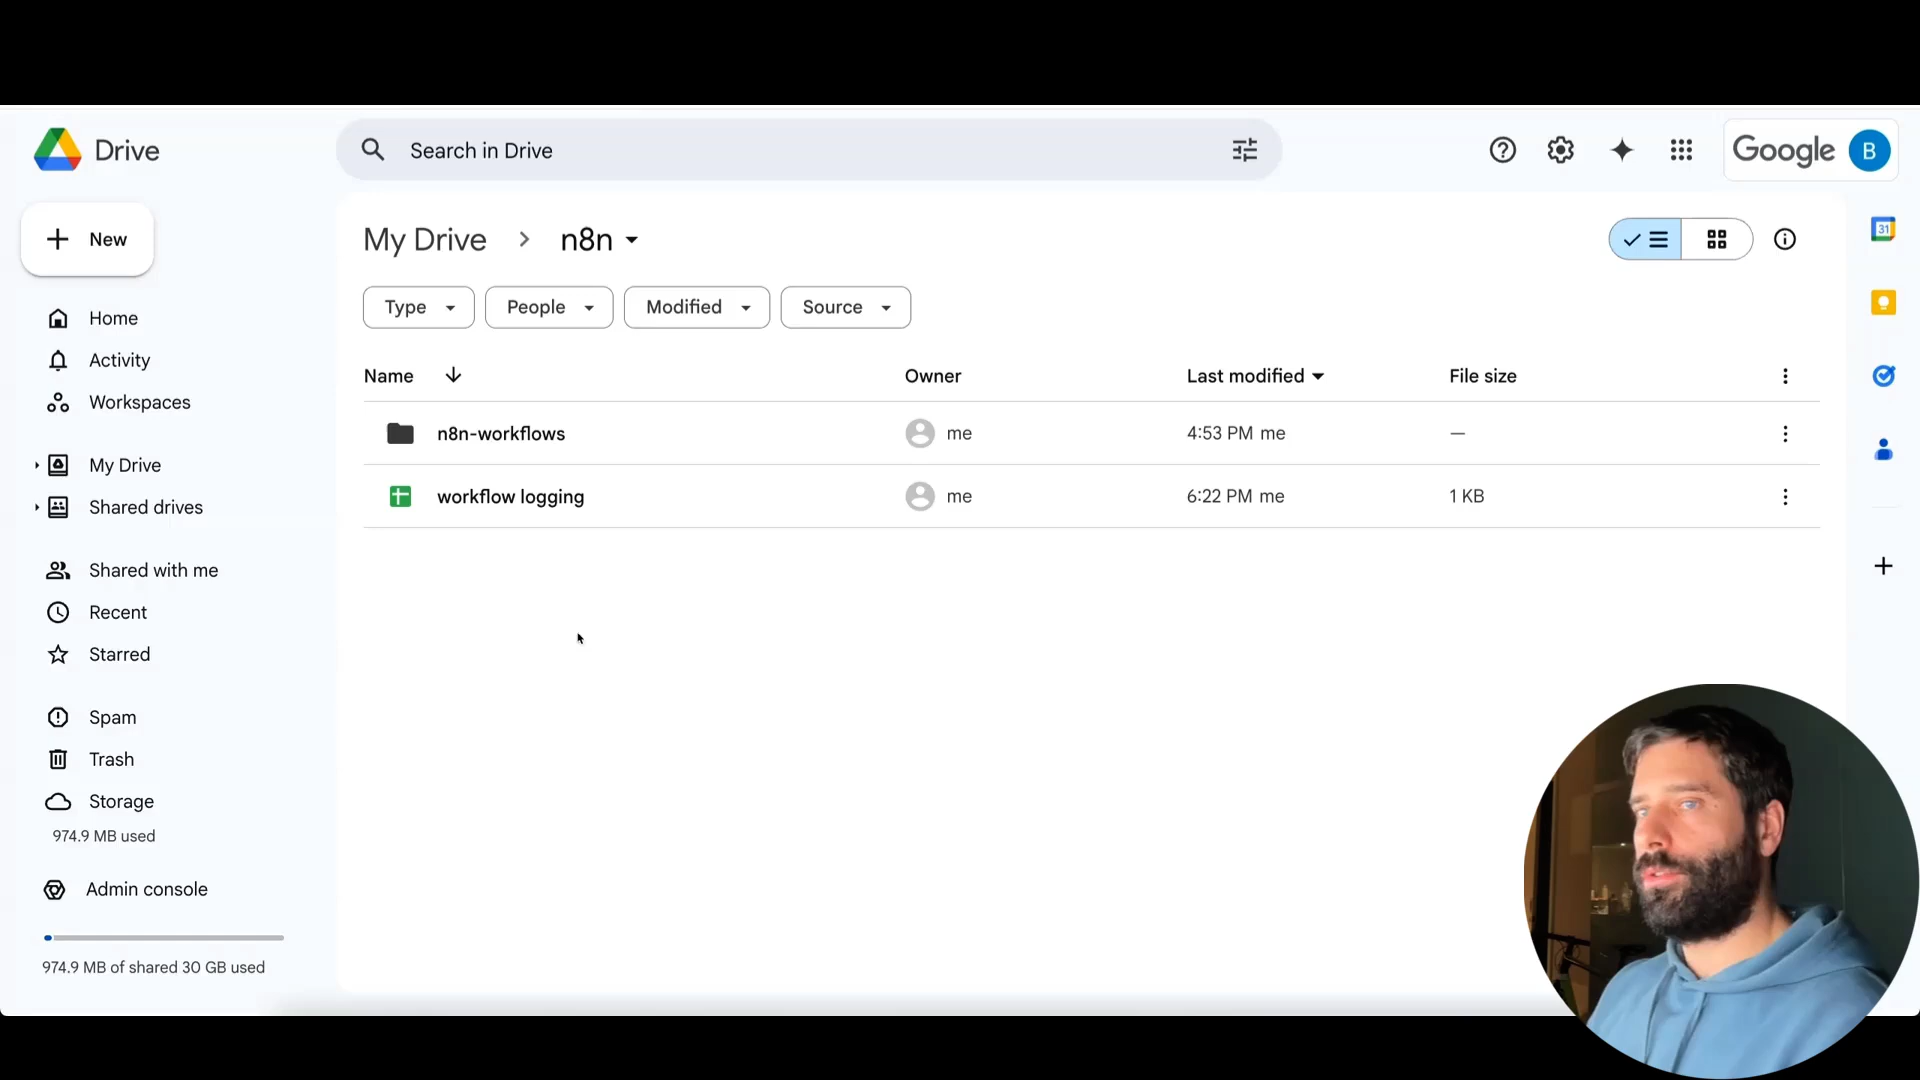 Drive
Search in Drive
Google B
New
My Drive > n8n
31
Type People Modified Source
Home
Activity
Workspaces
My Drive
Shared drives
Shared with me
Recent
Starred
Spam
Trash
Storage
974.9 MB used
Admin console
974.9 MB of shared 30 GB used
Name Owner Last modified File size
n8n-workflows me 4:53 PM me —
workflow logging me 6:22 PM me 1 KB